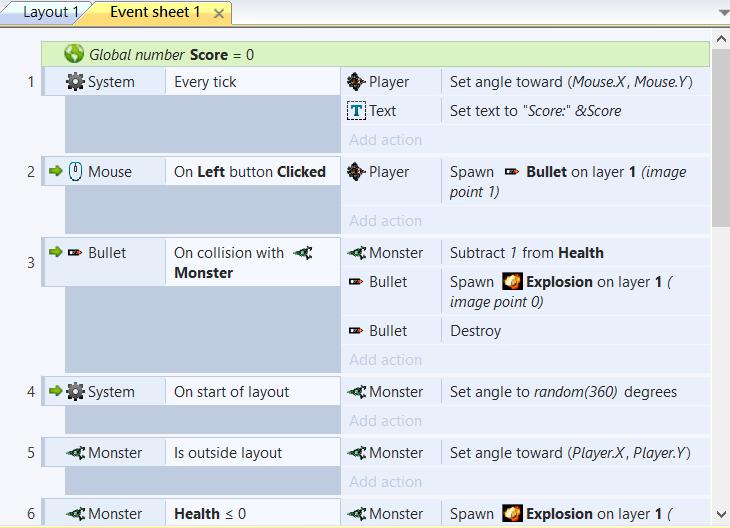 Layout 1 Event sheet 1
Global number Score = 0
1 System Every tick Player Set angle toward (Mouse.X, Mouse.Y)
T Text Set text to "Score:" &Score
Add action
2 Mouse On Left button Clicked Player Spawn Bullet on layer 1 (image
point 1)
Add action
3 Bullet On collision with Monster Subtract 1 from Health
Monster Bullet Spawn Explosion on layer 1 (
image point 0)
Bullet Destroy
Add action
4 System On start of layout Monster Set angle to random(360) degrees
Add action
5 Monster Is outside layout Monster Set angle toward (Player.X, Player.Y)
Add action
6 Monster Health ≤ 0 Monster Spawn Explosion on layer 1 (